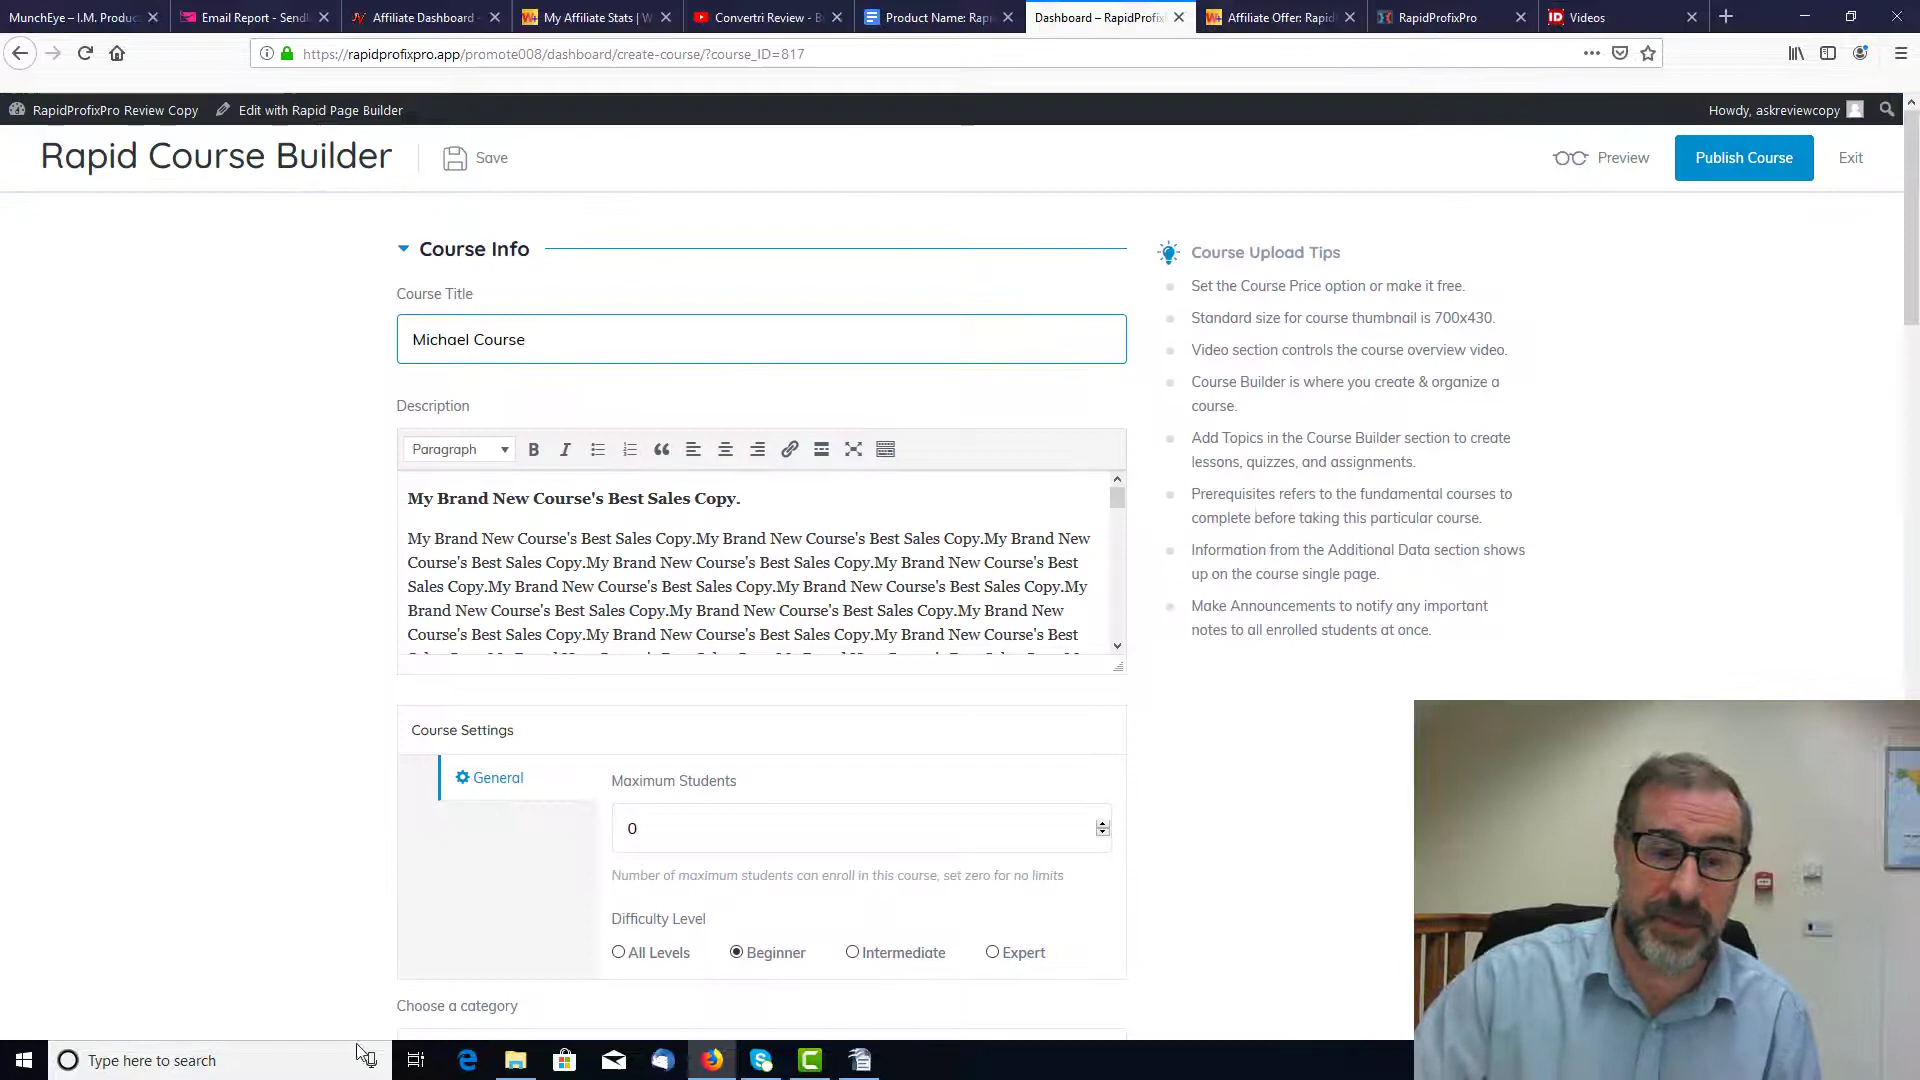 MunchEye – I.M. Produc
Email Report - Sendl
Affiliate Dashboard -
My Affiliate Stats | W
Convertri Review - B
Product Name: Rapi
Dashboard – RapidProfixP
Affiliate Offer: Rapid
RapidProfixPro
Videos
https://rapidprofixpro.app/promote008/dashboard/create-course/?course_ID=817
RapidProfixPro Review Copy
Edit with Rapid Page Builder
Howdy, askreviewcopy
Rapid Course Builder
Save
Preview
Publish Course
Exit
Course Info
Course Title
Michael Course
Description
Paragraph
My Brand New Course's Best Sales Copy.
My Brand New Course's Best Sales Copy.My Brand New Course's Best Sales Copy.My Brand New
Course's Best Sales Copy.My Brand New Course's Best Sales Copy.My Brand New Course's Best
Sales Copy.My Brand New Course's Best Sales Copy.My Brand New Course's Best Sales Copy.My
Brand New Course's Best Sales Copy.My Brand New Course's Best Sales Copy.My Brand New
Course's Best Sales Copy.My Brand New Course's Best Sales Copy.My Brand New Course's Best
Course Upload Tips
Set the Course Price option or make it free.
Standard size for course thumbnail is 700x430.
Video section controls the course overview video.
Course Builder is where you create & organize a
course.
Add Topics in the Course Builder section to create
lessons, quizzes, and assignments.
Prerequisites refers to the fundamental courses to
complete before taking this particular course.
Information from the Additional Data section shows
up on the course single page.
Make Announcements to notify any important
notes to all enrolled students at once.
Course Settings
General
Maximum Students
0
Number of maximum students can enroll in this course, set zero for no limits
Difficulty Level
All Levels
Beginner
Intermediate
Expert
Choose a category
Type here to search